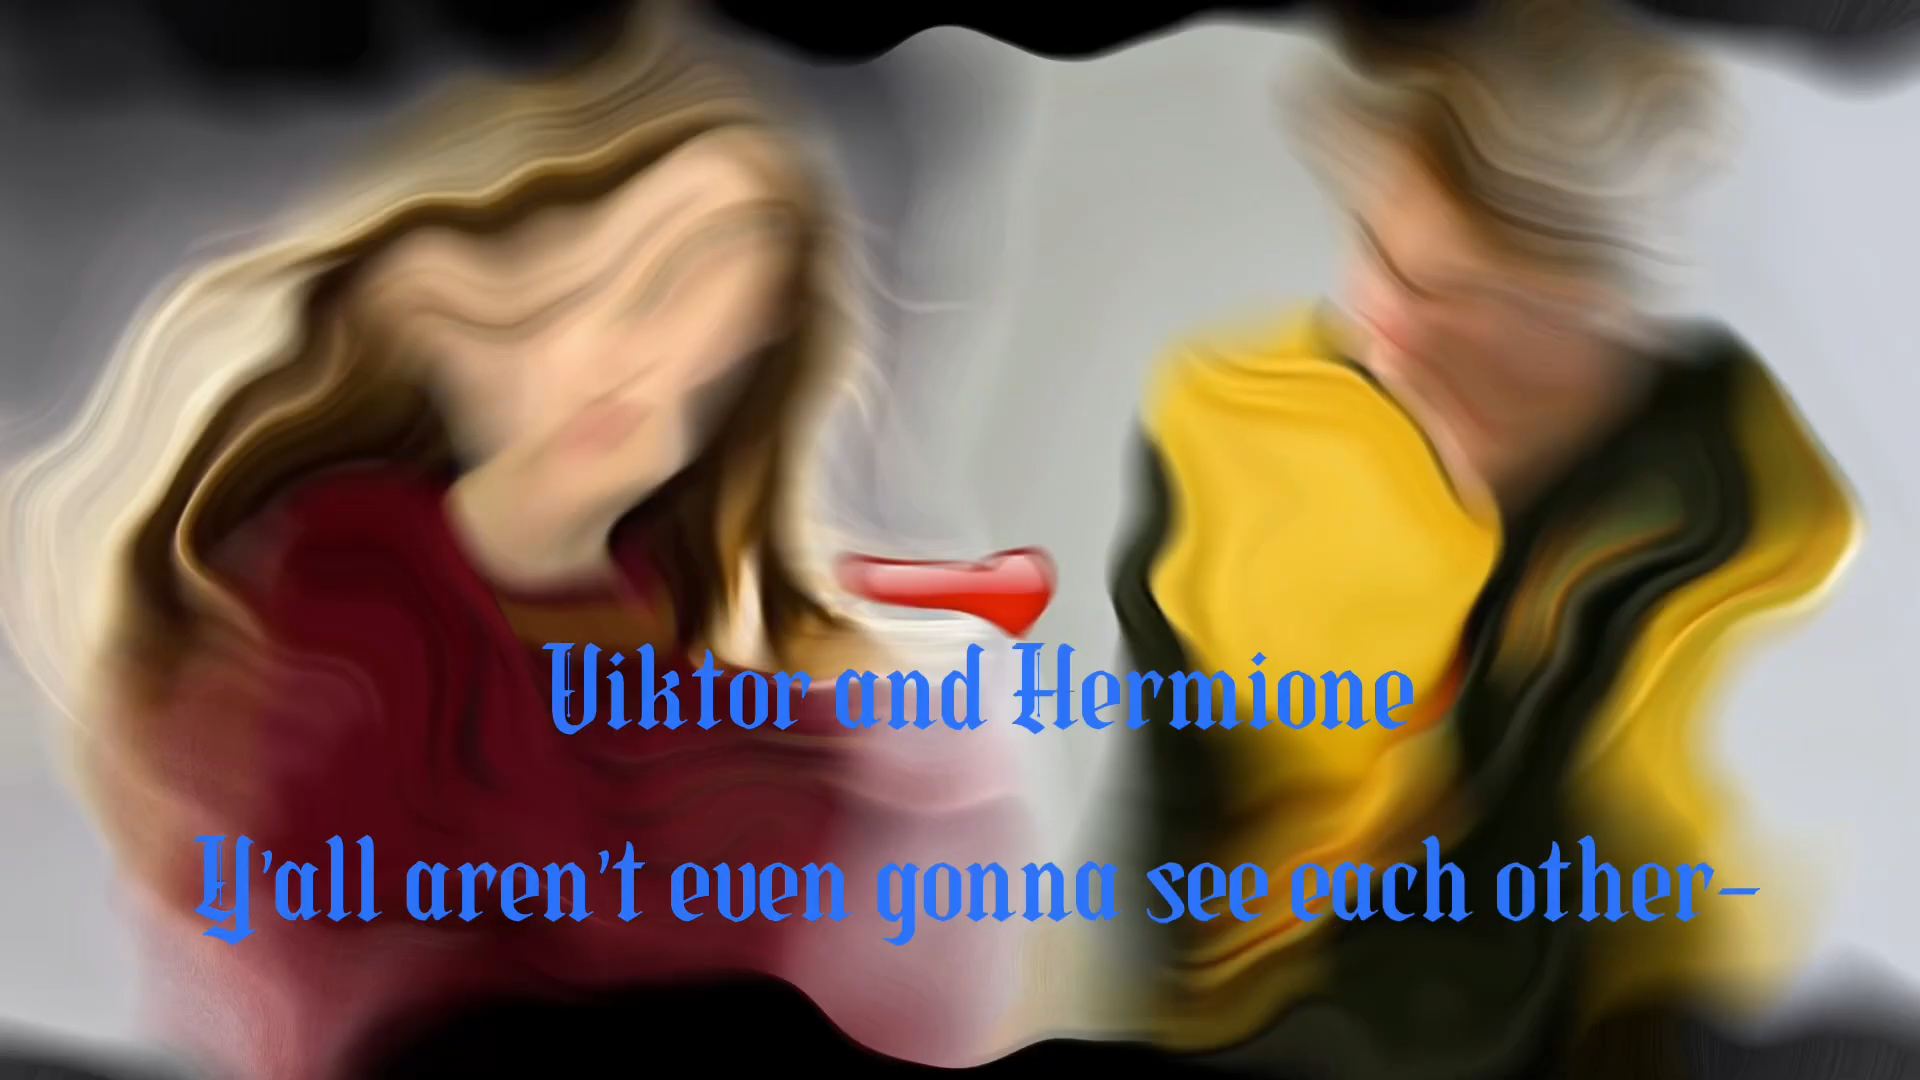 Viktor and Hermione
Y'all aren't even gonna see each other-